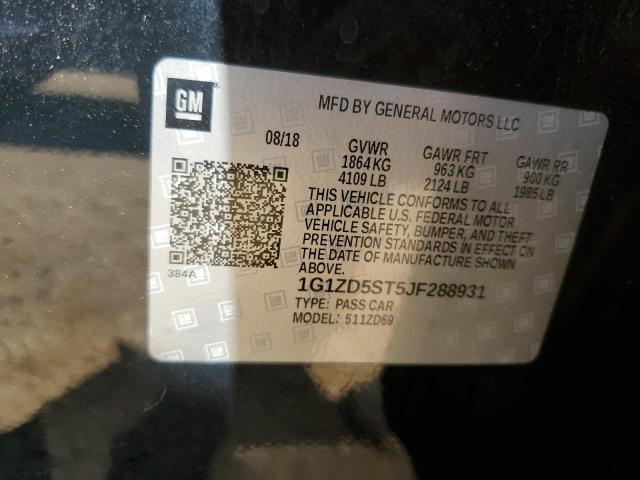 GM
MFD BY GENERAL MOTORS LLC
08/18 GVWR GAWR FRT GAWR RR
1864 KG 963 KG 900 KG
4109 LB 2124 LB 1985 LB
THIS VEHICLE CONFORMS TO ALL
APPLICABLE U.S. FEDERAL MOTOR
VEHICLE SAFETY, BUMPER, AND THEFT
PREVENTION STANDARDS IN EFFECT ON
THE DATE OF MANUFACTURE SHOWN
ABOVE.
384A
1G1ZD5ST5JF288931
TYPE: PASS CAR
MODEL: 511ZD69